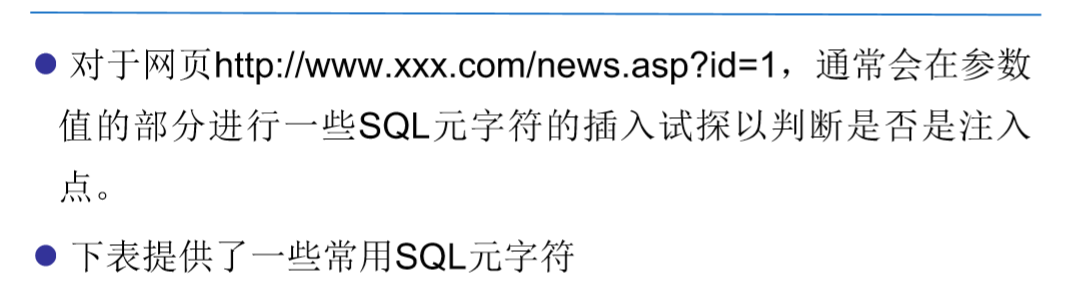 ● 对于网页http://www.xxx.com/news.asp?id=1，通常会在参数
值的部分进行一些SQL元字符的插入试探以判断是否是注入
点。
● 下表提供了一些常用SQL元字符